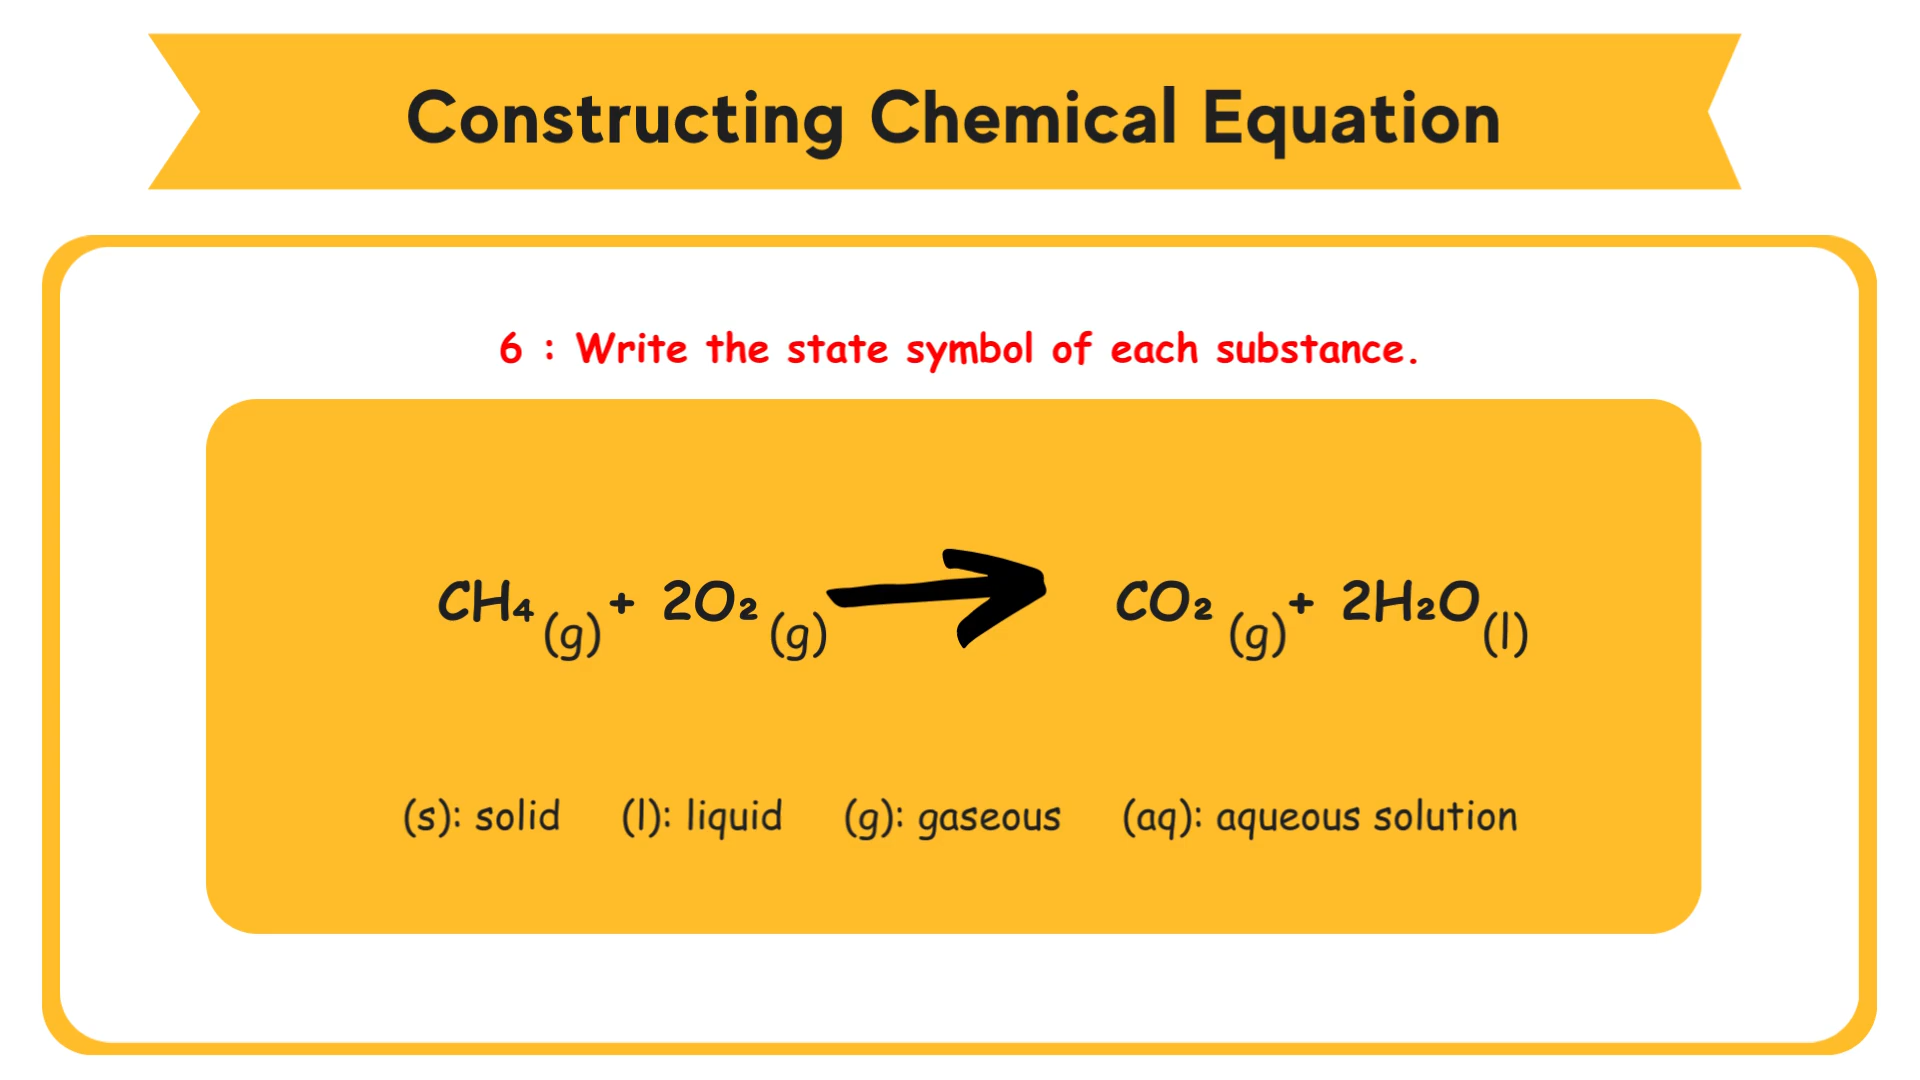 Constructing Chemical Equation
6 : Write the state symbol of each substance.
CH₄ (g) + 2O₂ (g) → CO₂ (g) + 2H₂O (l)
(s): solid (l): liquid (g): gaseous (aq): aqueous solution